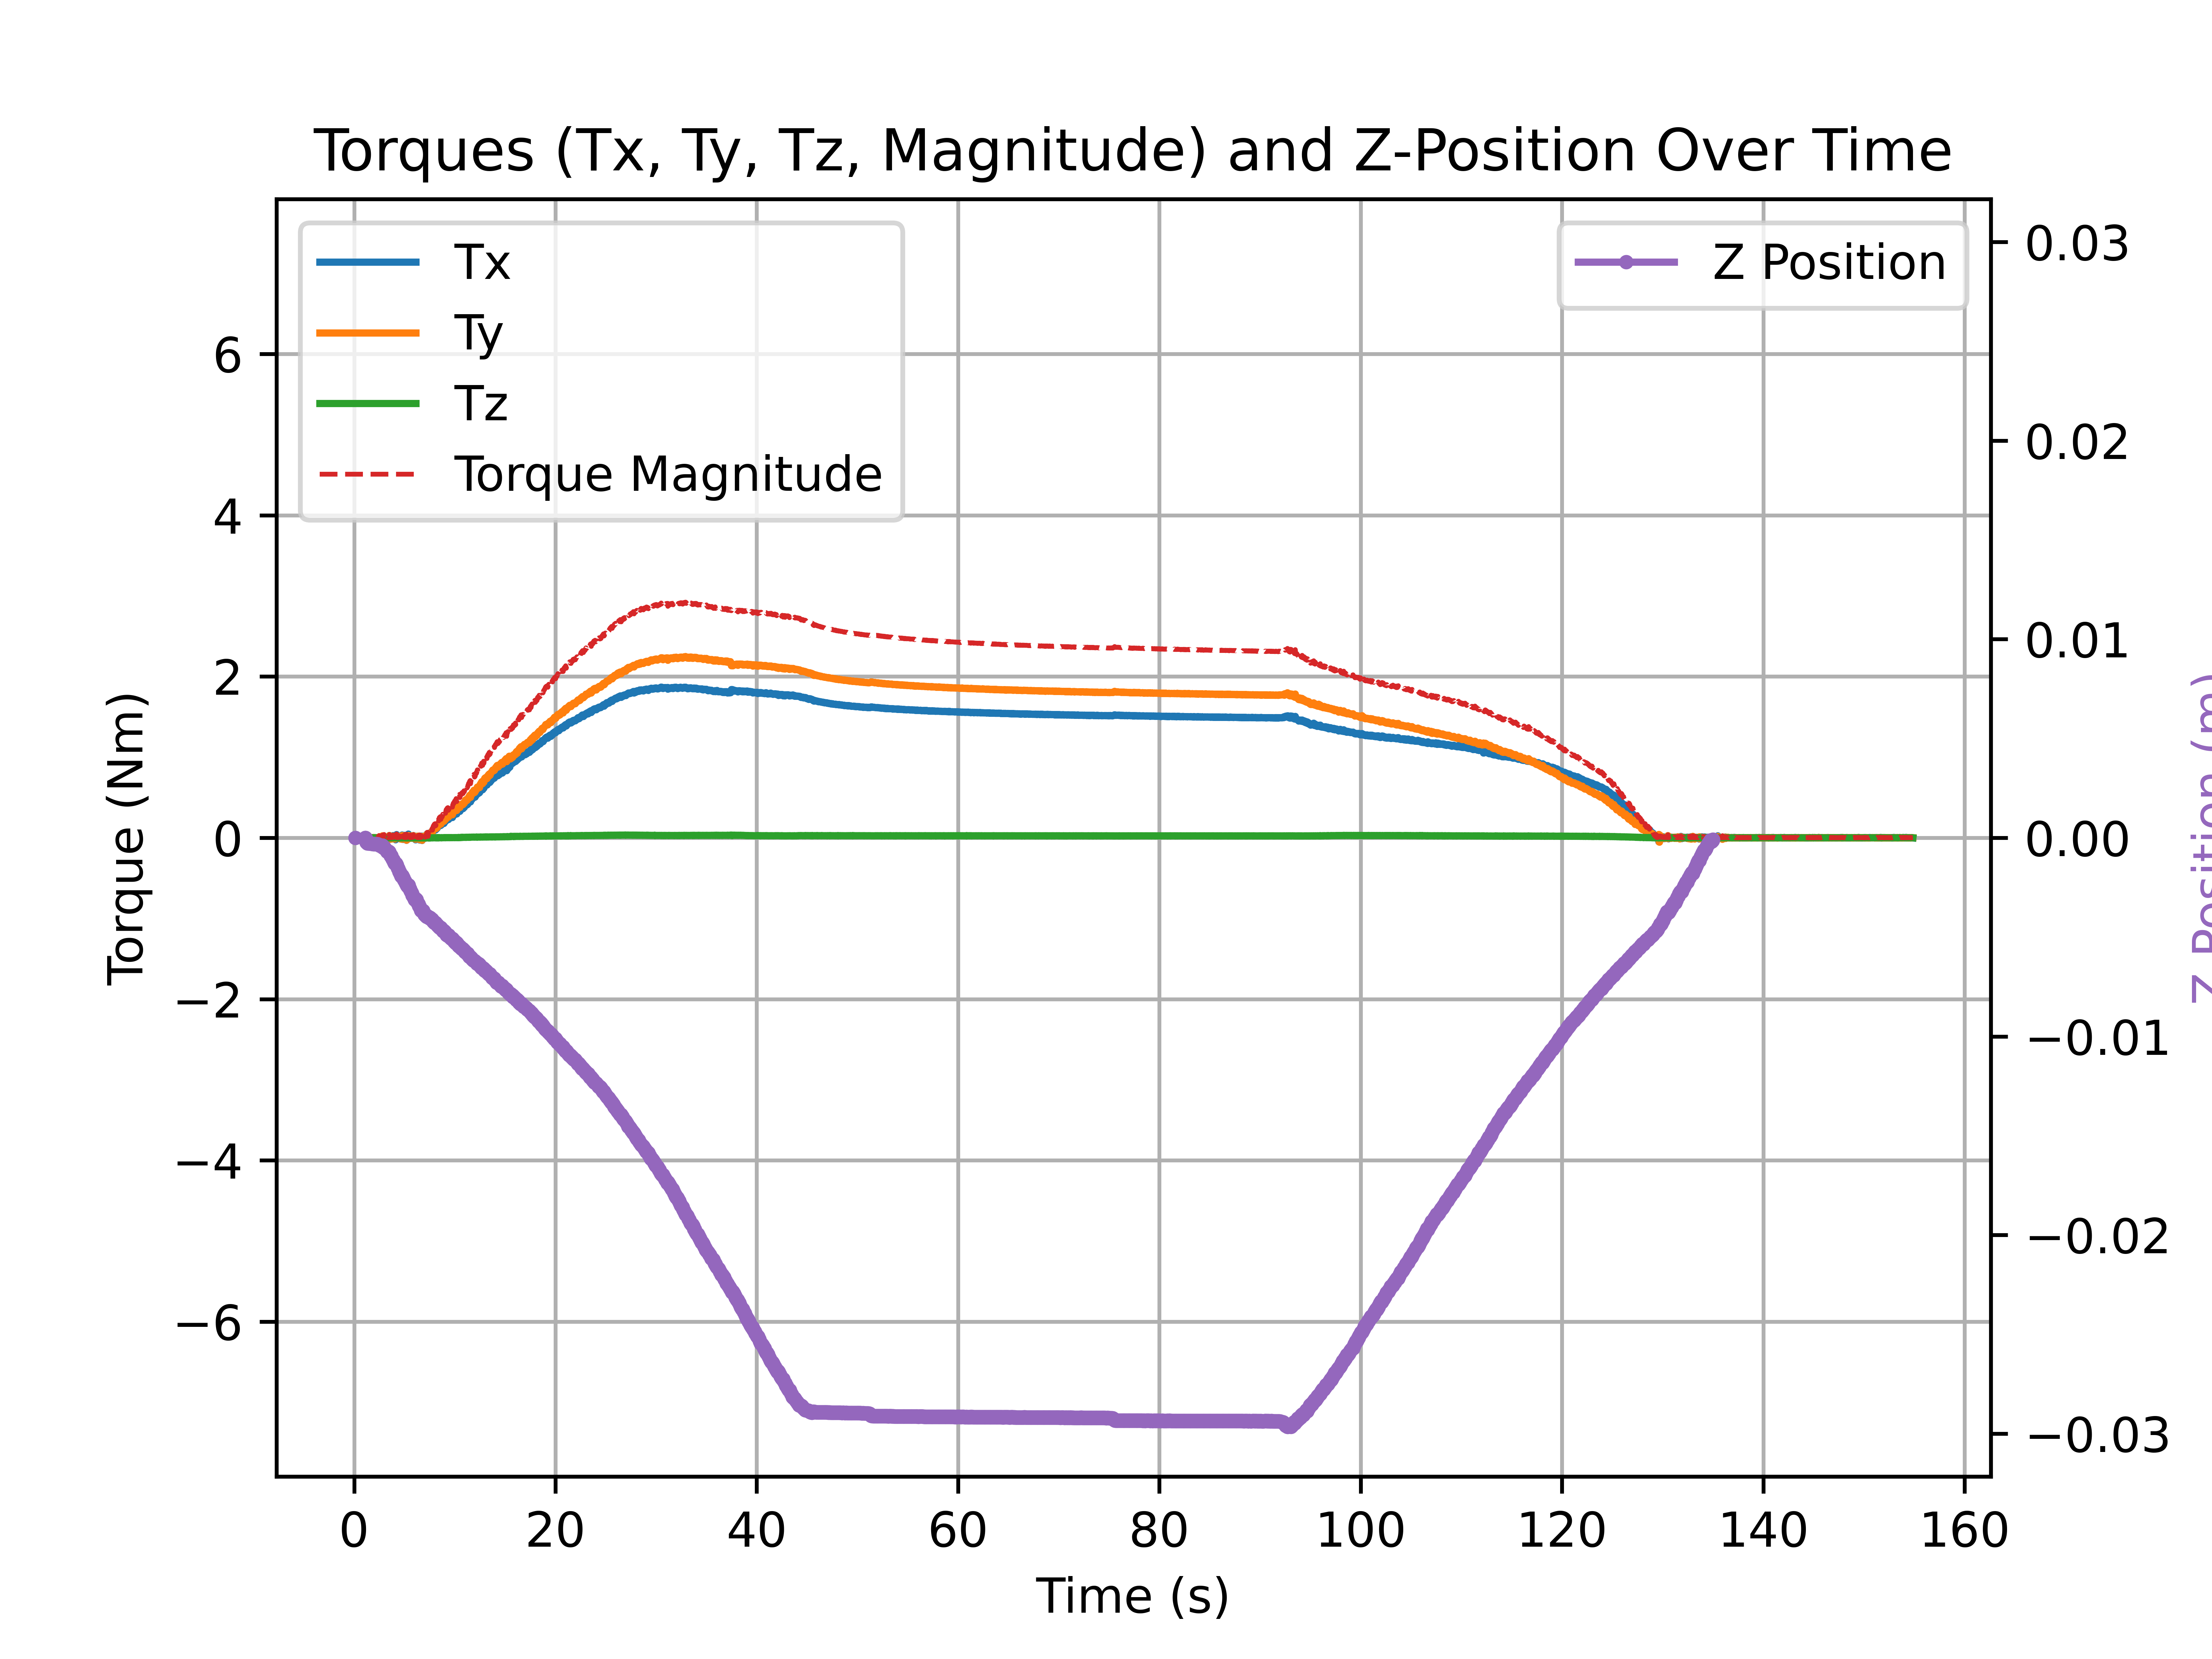 Torques (Tx, Ty, Tz, Magnitude) and Z-Position Over Time
Tx
Ty
Tz
Torque Magnitude
Z Position
Torque (Nm)
6
4
2
0
−2
−4
−6
0.03
0.02
0.01
0.00
−0.01
−0.02
−0.03
Z Position (m)
0 20 40 60 80 100 120 140 160
Time (s)